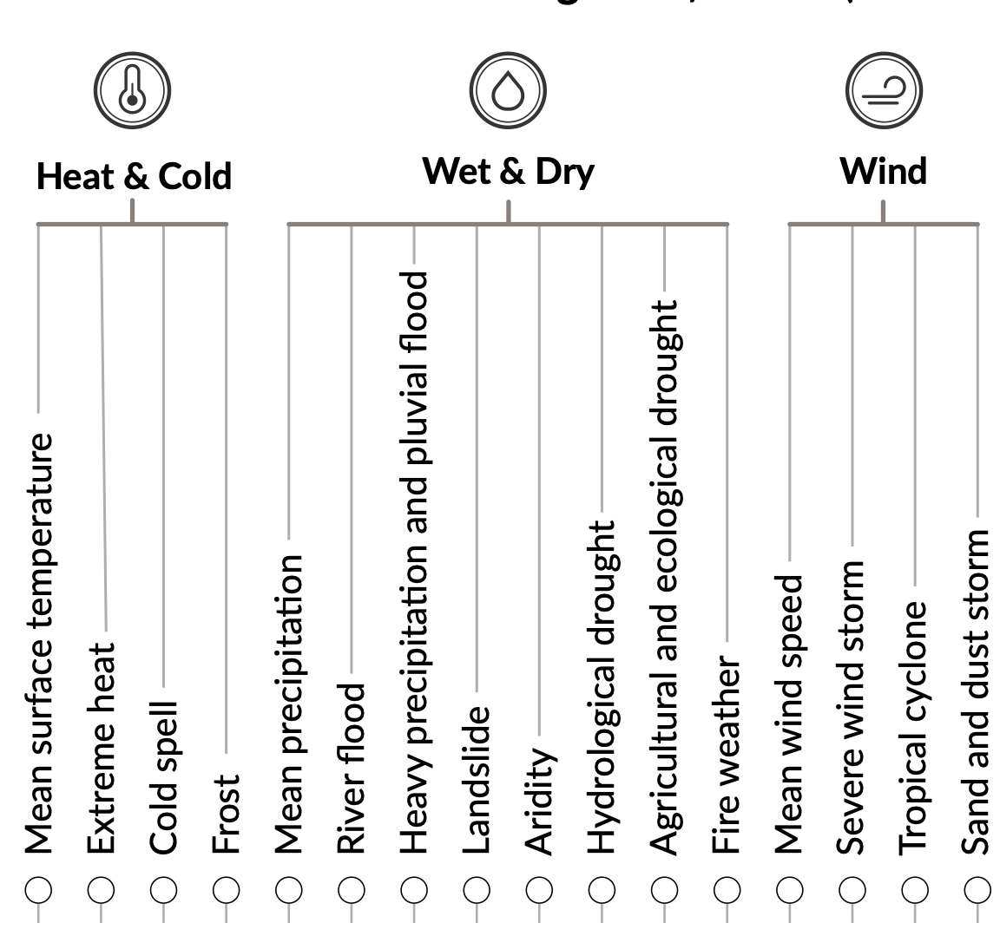 Heat & Cold
Wet & Dry
Wind
Mean surface temperature
Extreme heat
Cold spell
Frost
Mean precipitation
River flood
Heavy precipitation and pluvial flood
Landslide
Aridity
Hydrological drought
Agricultural and ecological drought
Fire weather
Mean wind speed
Severe wind storm
Tropical cyclone
Sand and dust storm